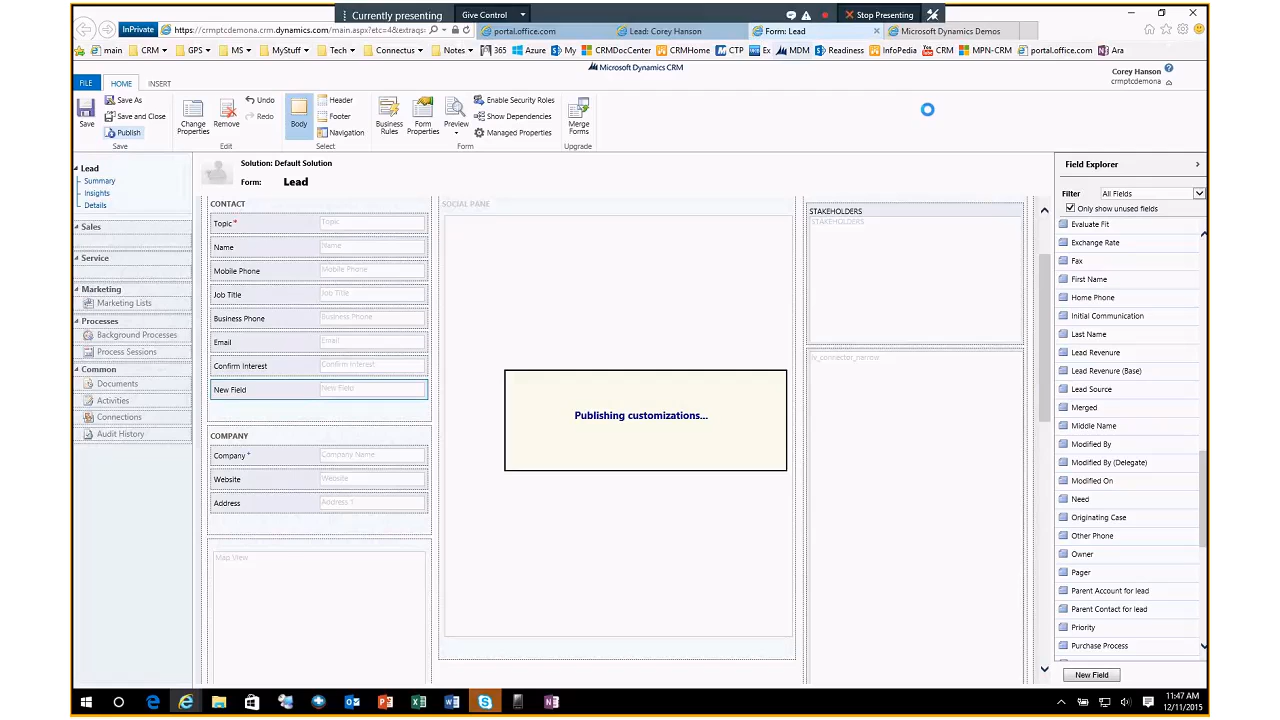 Currently presenting
Give Control
Stop Presenting
InPrivate
https://crmptcdemona.crm.dynamics.com/main.aspx?etc=4&extraqs=
portal.office.com
Lead: Corey Hanson
Form: Lead
Microsoft Dynamics Demos
main
CRM
GPS
MS
MyStuff
Tech
Connectus
Notes
365
Azure
My
CRMDocCenter
CRMHome
CTP
Ex
MDM
Readiness
InfoPedia
CRM
MPN-CRM
portal.office.com
Ara
Microsoft Dynamics CRM
FILE
HOME
INSERT
Corey Hanson
crmptcdemona
Save
Save As
Save and Close
Publish
Save
Change Properties
Remove
Undo
Redo
Edit
Body
Header
Footer
Navigation
Select
Business Rules
Form Properties
Preview
Enable Security Roles
Show Dependencies
Managed Properties
Form
Merge Forms
Upgrade
Lead
Summary
Insights
Details
Sales
Service
Marketing
Marketing Lists
Processes
Background Processes
Process Sessions
Common
Documents
Activities
Connections
Audit History
Solution: Default Solution
Form: Lead
CONTACT
Topic* Topic
Name Name
Mobile Phone Mobile Phone
Job Title Job Title
Business Phone Business Phone
Email Email
Confirm Interest Confirm Interest
New Field New Field
COMPANY
Company* Company Name
Website Website
Address Address 1
Map View
SOCIAL PANE
Publishing customizations...
STAKEHOLDERS
STAKEHOLDERS
lv_connector_narrow
Field Explorer
Filter All Fields
Only show unused fields
Evaluate Fit
Exchange Rate
Fax
First Name
Home Phone
Initial Communication
Last Name
Lead Revenue
Lead Revenue (Base)
Lead Source
Merged
Middle Name
Modified By
Modified By (Delegate)
Modified On
Need
Originating Case
Other Phone
Owner
Pager
Parent Account for lead
Parent Contact for lead
Priority
Purchase Process
New Field
11:47 AM
12/11/2015